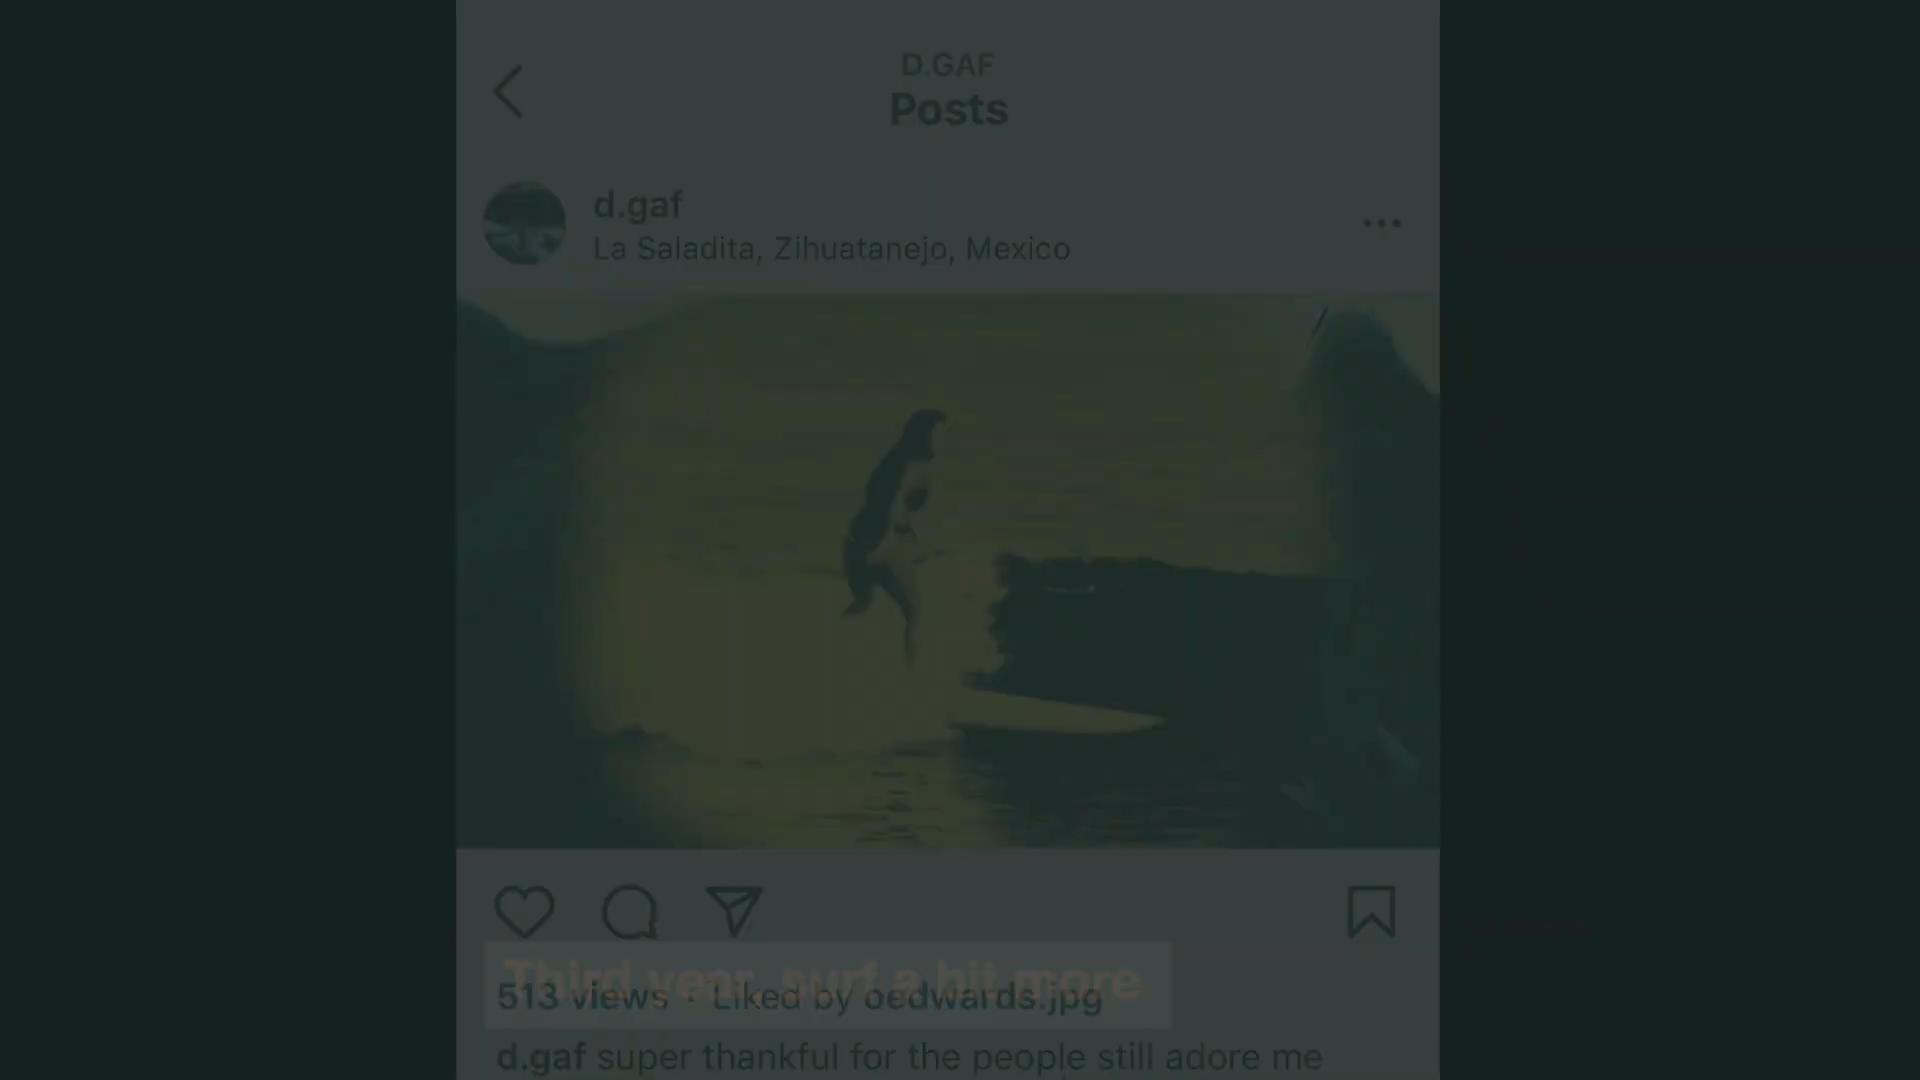 D.GAF
Posts
d.gaf
La Saladita, Zihuatanejo, Mexico
Third year, surf a bit more
513 views · Liked by oedwards.jpg
d.gaf super thankful for the people still adore me